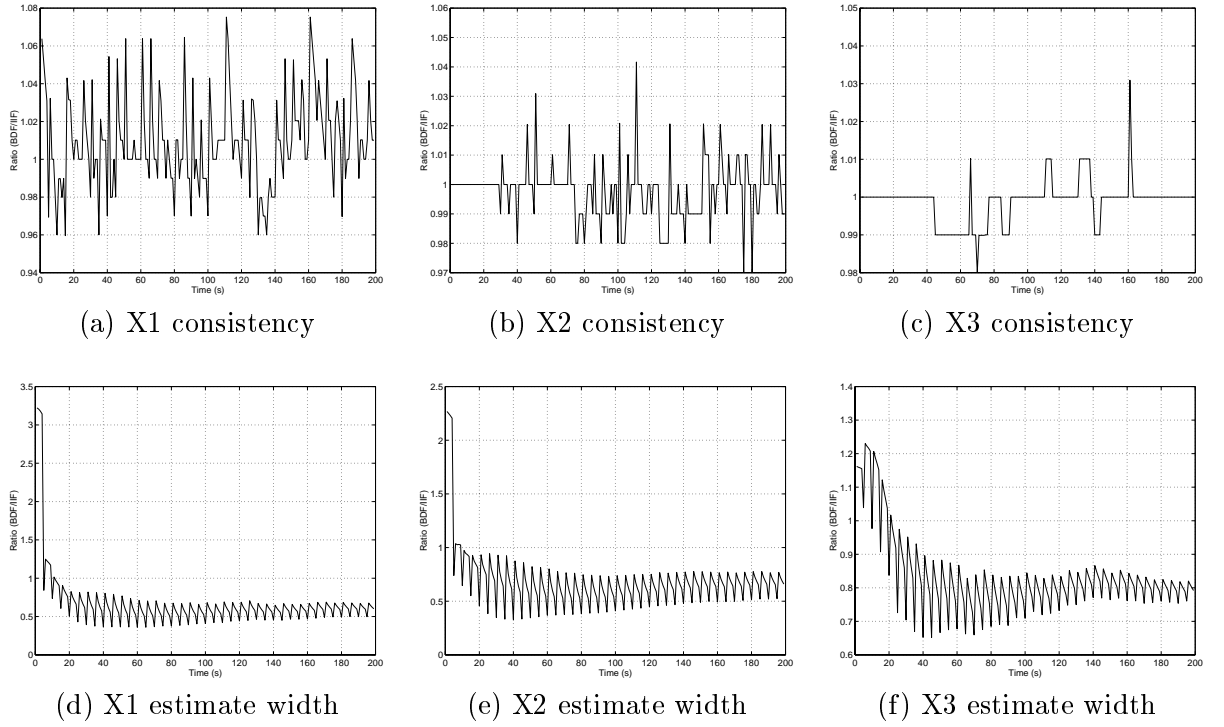 1.08
1.06
1.04
1.02
1
0.98
0.96
0.94
Ratio (BDF/IIF)
0 20 40 60 80 100 120 140 160 180 200
Time (s)
(a) X1 consistency
1.06
1.05
1.04
1.03
1.02
1.01
1
0.99
0.98
0.97
Ratio (BDF/IIF)
0 20 40 60 80 100 120 140 160 180 200
Time (s)
(b) X2 consistency
1.05
1.04
1.03
1.02
1.01
1
0.99
0.98
Ratio (BDF/IIF)
0 20 40 60 80 100 120 140 160 180 200
Time (s)
(c) X3 consistency
3.5
3
2.5
2
1.5
1
0.5
0
Ratio (BDF/IIF)
0 20 40 60 80 100 120 140 160 180 200
Time (s)
(d) X1 estimate width
2.5
2
1.5
1
0.5
0
Ratio (BDF/IIF)
0 20 40 60 80 100 120 140 160 180 200
Time (s)
(e) X2 estimate width
1.4
1.3
1.2
1.1
1
0.9
0.8
0.7
0.6
Ratio (BDF/IIF)
0 20 40 60 80 100 120 140 160 180 200
Time (s)
(f) X3 estimate width